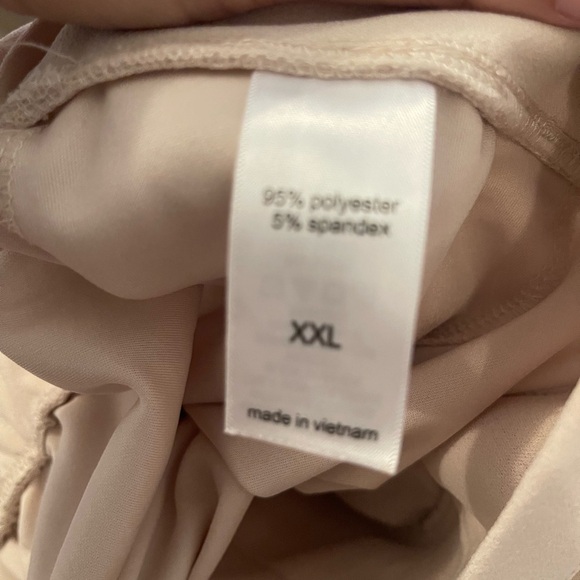 95% polyester
5% spandex
XXL
made in vietnam